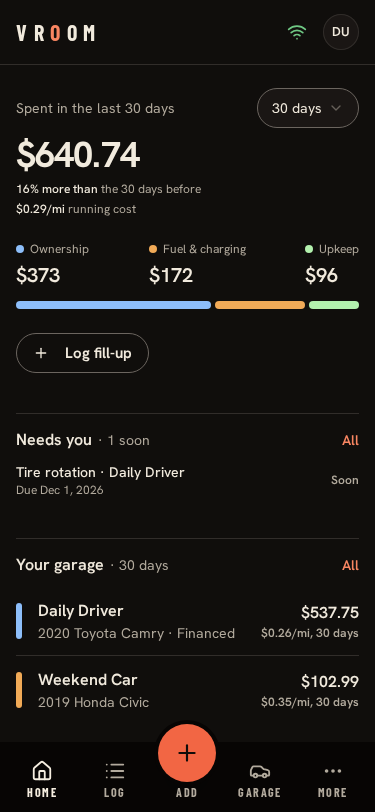 VROOM
DU
Spent in the last 30 days
30 days
$640.74
16% more than the 30 days before
$0.29/mi running cost
Ownership
Fuel & charging
Upkeep
$373
$172
$96
+ Log fill-up
Needs you · 1 soon
All
Tire rotation · Daily Driver
Due Dec 1, 2026
Soon
Your garage · 30 days
All
Daily Driver
$537.75
2020 Toyota Camry · Financed
$0.26/mi, 30 days
Weekend Car
$102.99
2019 Honda Civic
$0.35/mi, 30 days
HOME
LOG
ADD
GARAGE
MORE